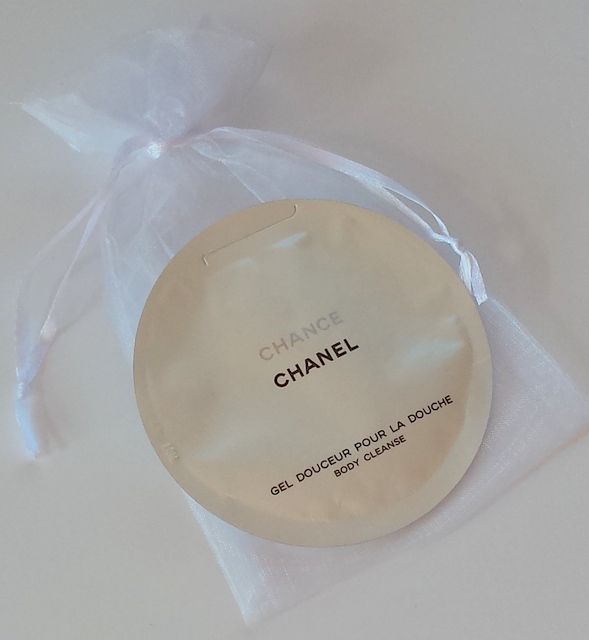 CHANCE
CHANEL
GEL DOUCEUR POUR LA DOUCHE
BODY CLEANSE